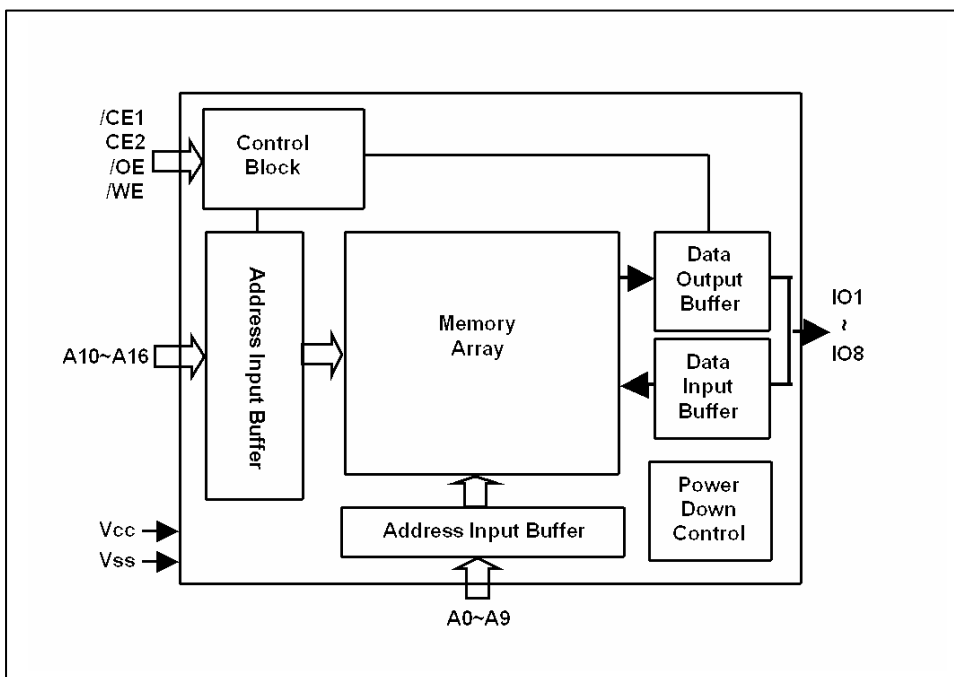 /CE1
CE2
/OE
/WE
Control
Block
Address Input Buffer
A10~A16
Memory
Array
Data
Output
Buffer
IO1
~
IO8
Data
Input
Buffer
Power
Down
Control
Vcc
Vss
Address Input Buffer
A0~A9